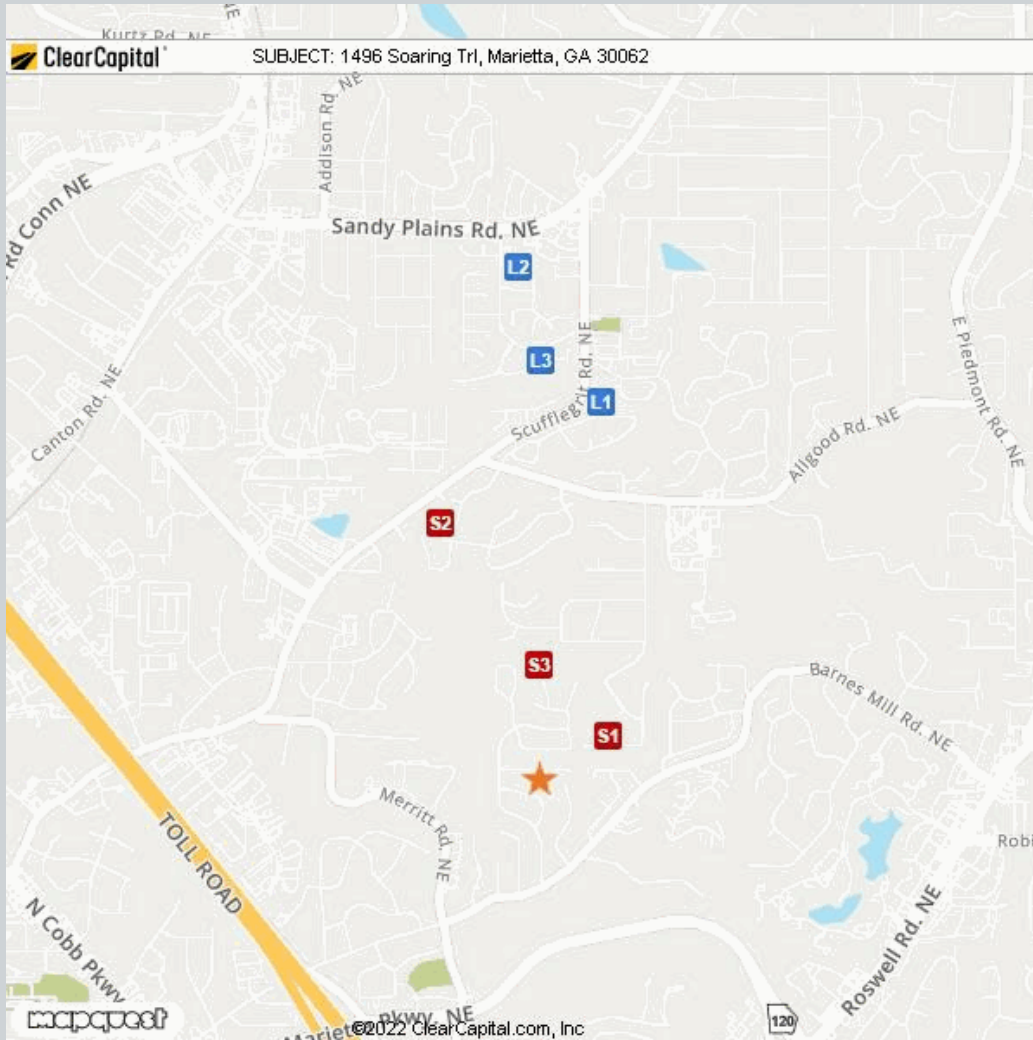 Kurtz Rd. NE
NE
ClearCapital
SUBJECT: 1496 Soaring Trl, Marietta, GA 30062
Addison Rd. NE
Rd Conn NE
Sandy Plains Rd. NE
L2
L3
L1
Scufflegrit Rd. NE
E Piedmont Rd. NE
Canton Rd. NE
Allgood Rd. NE
S2
S3
S1
Barnes Mill Rd. NE
Merritt Rd. NE
TOLL ROAD
Robi
N Cobb Pkwy
Roswell Rd. NE
120
mapquest
Mariett Pkwy. NE
©2022 ClearCapital.com, Inc